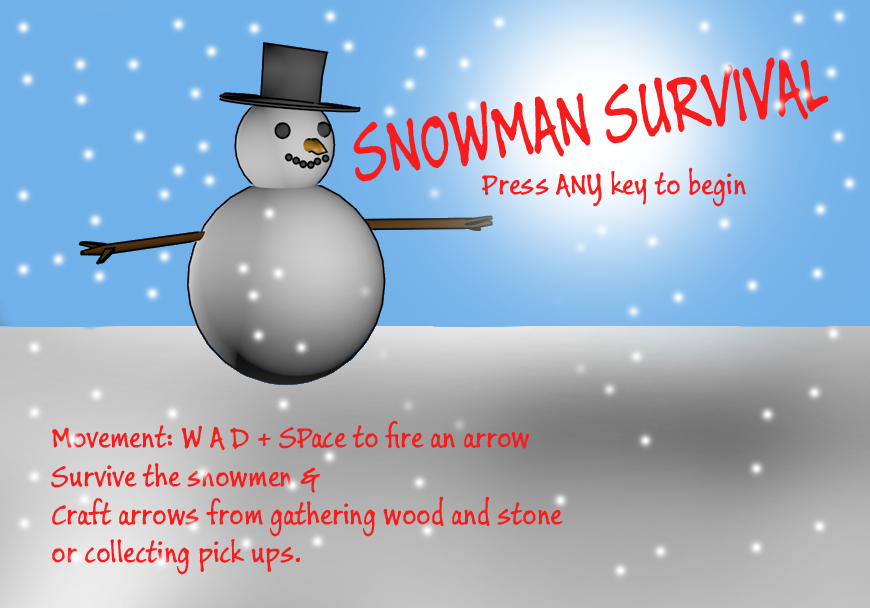 SNOWMAN SURVIVAL
Press ANY key to begin
Movement: W A D + SPace to fire an arrow
Survive the snowmen &
Craft arrows from gathering wood and stone
or collecting pick ups.